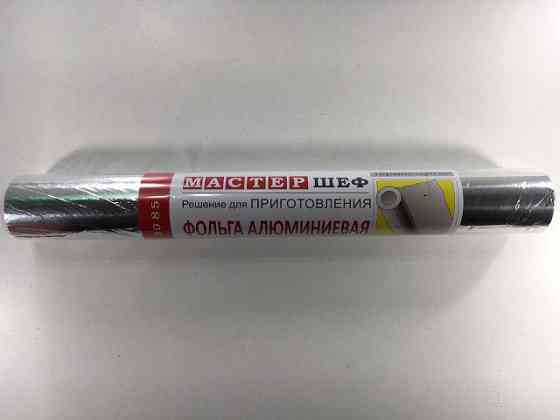 МАСТЕР ШЕФ
Решение для ПРИГОТОВЛЕНИЯ
ФОЛЬГА АЛЮМИНИЕВАЯ